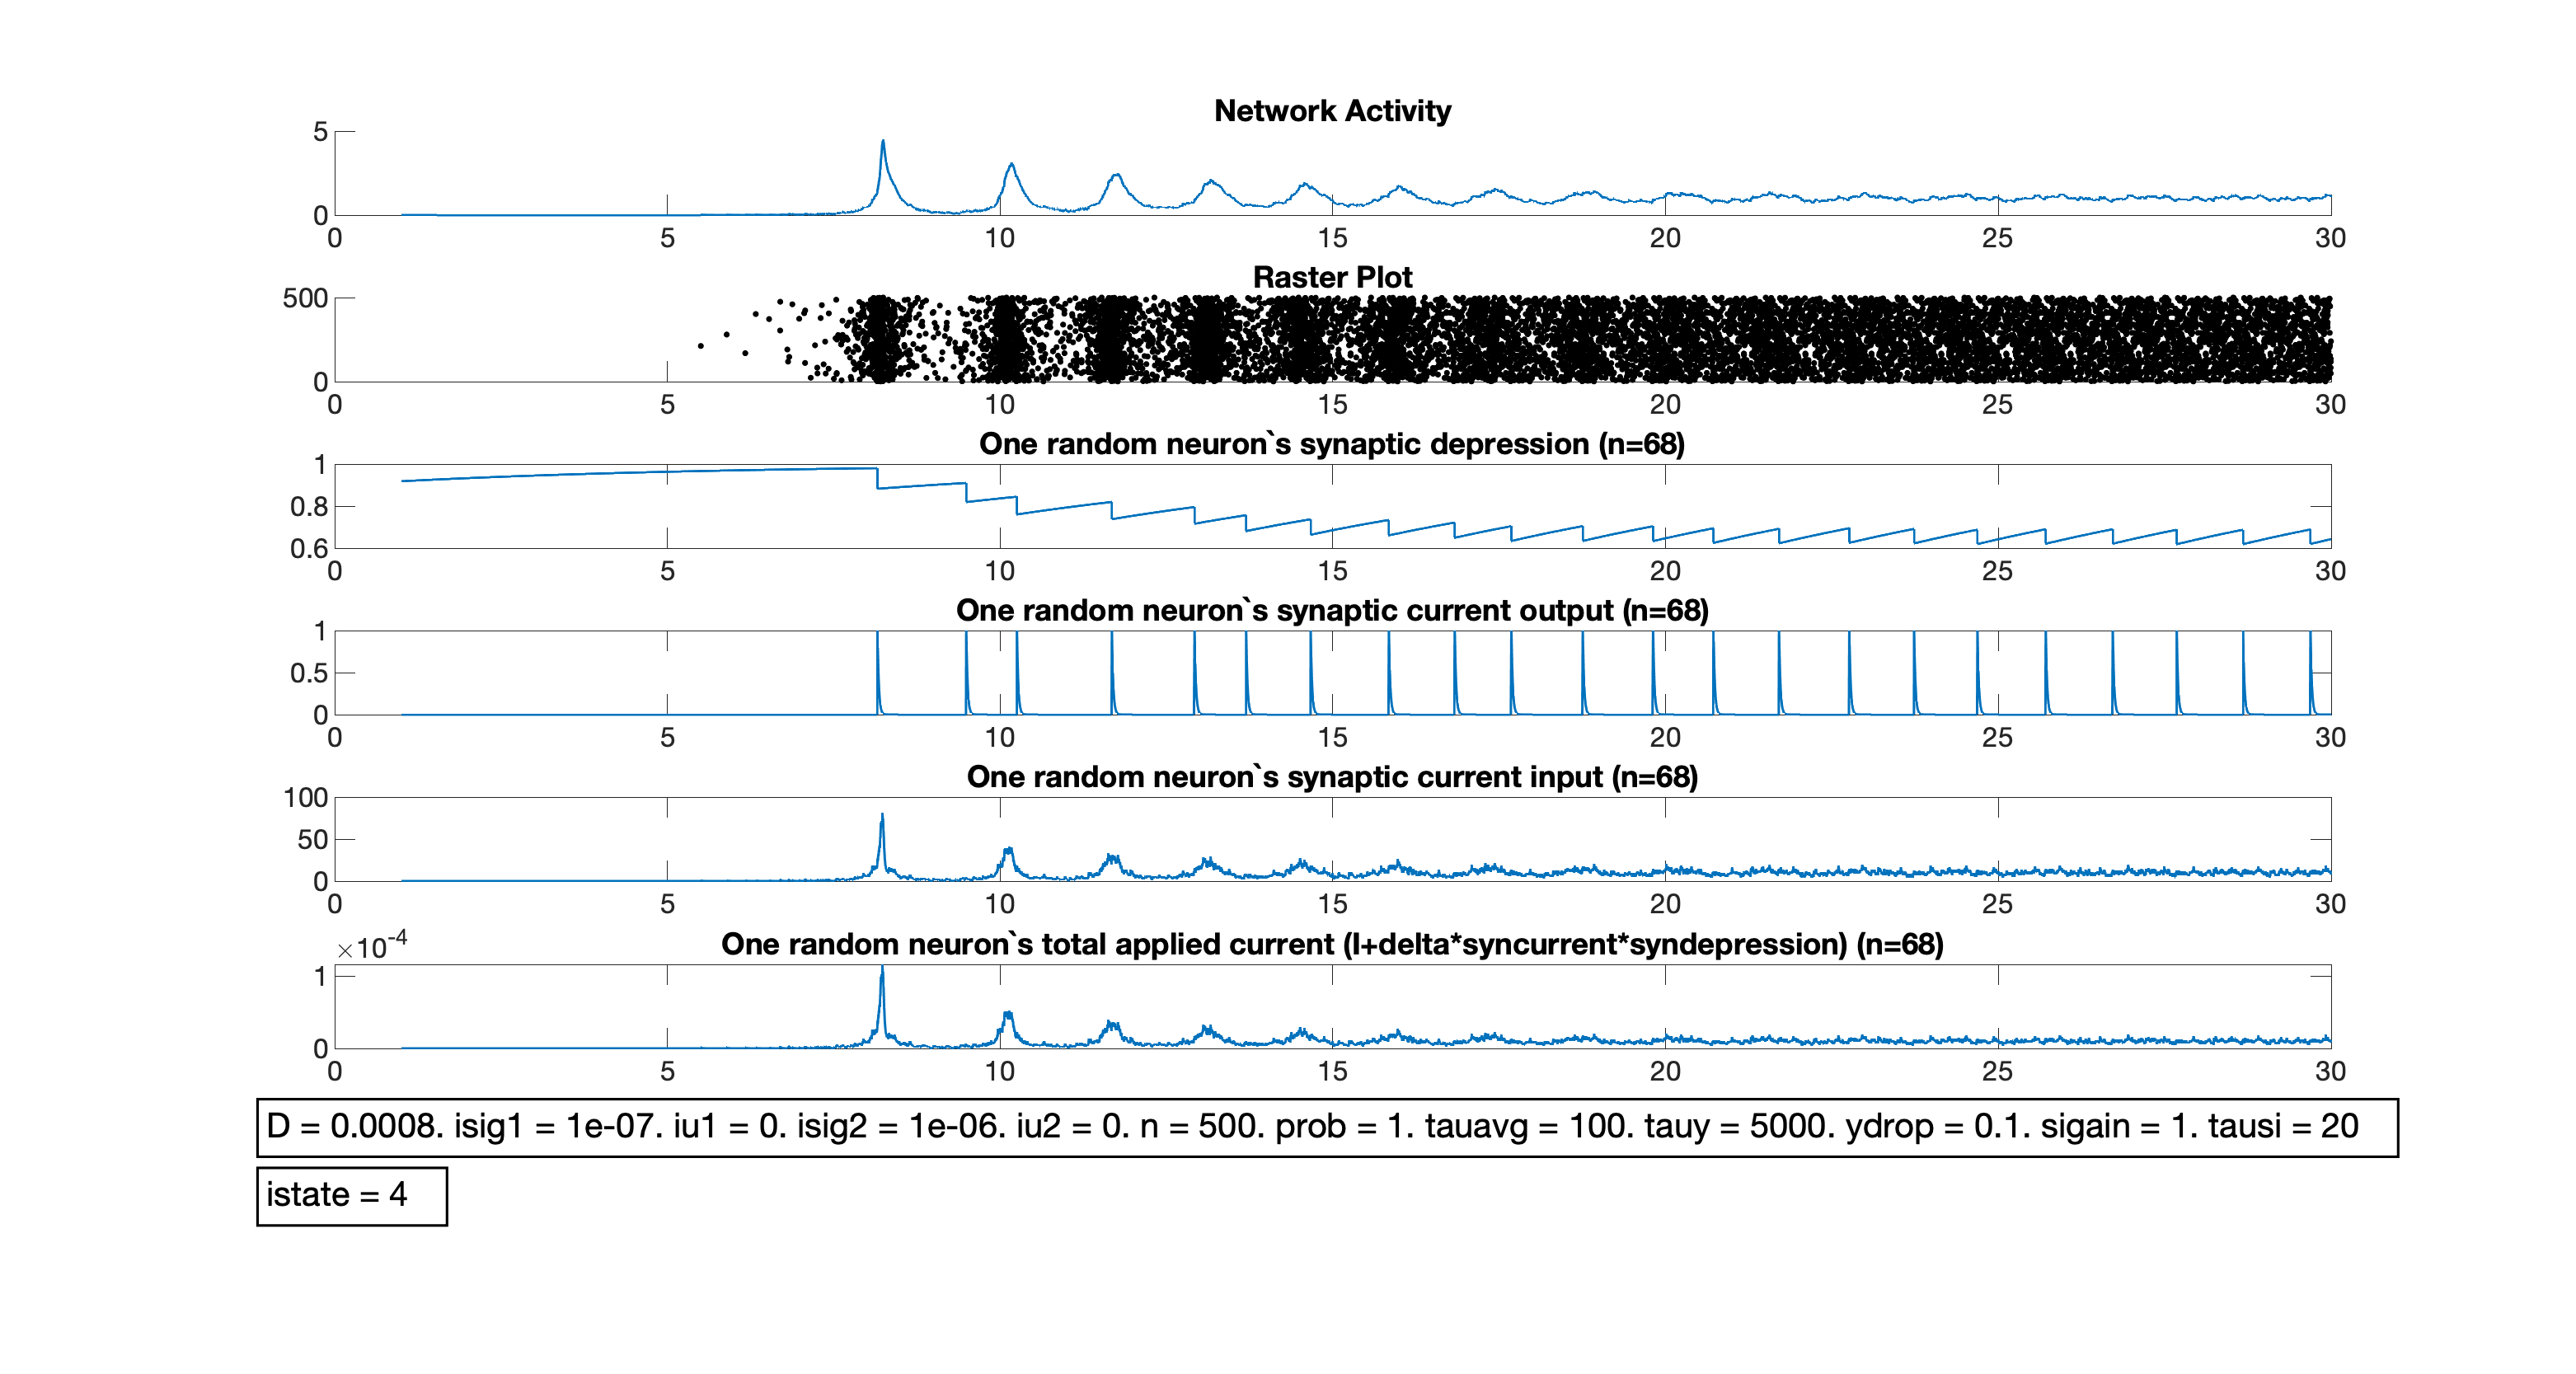 Network Activity
5
0
0 5 10 15 20 25 30
Raster Plot
500
0
0 5 10 15 20 25 30
One random neuron`s synaptic depression (n=68)
1
0.8
0.6
0 5 10 15 20 25 30
One random neuron`s synaptic current output (n=68)
1
0.5
0
0 5 10 15 20 25 30
One random neuron`s synaptic current input (n=68)
100
50
0
0 5 10 15 20 25 30
×10-4
One random neuron`s total applied current (I+delta*syncurrent*syndepression) (n=68)
1
0
0 5 10 15 20 25 30
D = 0.0008. isig1 = 1e-07. iu1 = 0. isig2 = 1e-06. iu2 = 0. n = 500. prob = 1. tauavg = 100. tauy = 5000. ydrop = 0.1. sigain = 1. tausi = 20
istate = 4